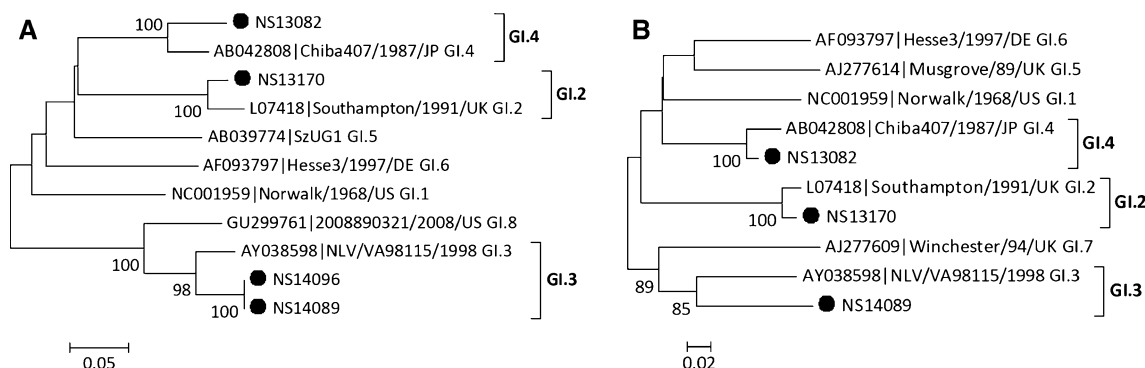 A
100
NS13082
AB042808|Chiba407/1987/JP GI.4
GI.4
NS13170
100
L07418|Southampton/1991/UK GI.2
GI.2
AB039774|SzUG1 GI.5
AF093797|Hesse3/1997/DE GI.6
NC001959|Norwalk/1968/US GI.1
GU299761|2008890321/2008/US GI.8
100
AY038598|NLV/VA98115/1998 GI.3
98
NS14096
GI.3
100
NS14089
0.05
B
AF093797|Hesse3/1997/DE GI.6
AJ277614|Musgrove/89/UK GI.5
NC001959|Norwalk/1968/US GI.1
AB042808|Chiba407/1987/JP GI.4
GI.4
100
NS13082
L07418|Southampton/1991/UK GI.2
GI.2
100
NS13170
AJ277609|Winchester/94/UK GI.7
89
AY038598|NLV/VA98115/1998 GI.3
GI.3
85
NS14089
0.02